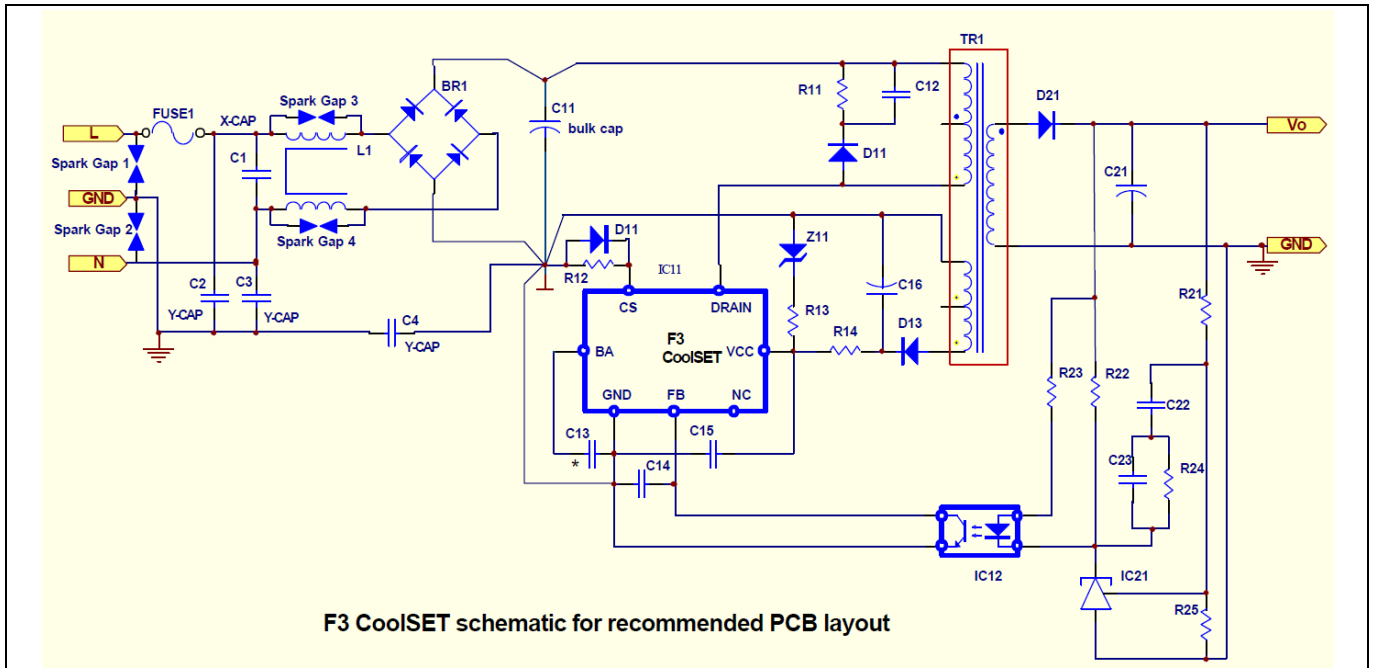 TR1
BR1
R11
C12
D21
Spark Gap 3
C11
bulk cap
FUSE1
X-CAP
L
Vo
L1
D11
Spark Gap 1
C1
C21
GND
Spark Gap 2
Spark Gap 4
D11
Z11
GND
N
R12
IC11
C2
C3
CS
DRAIN
C16
R21
Y-CAP
Y-CAP
C4
Y-CAP
F3
CoolSET
R13
R14
D13
BA
VCC
R23
R22
GND
FB
NC
C22
C13
*
C15
C14
C23
R24
IC12
IC21
R25
F3 CoolSET schematic for recommended PCB layout